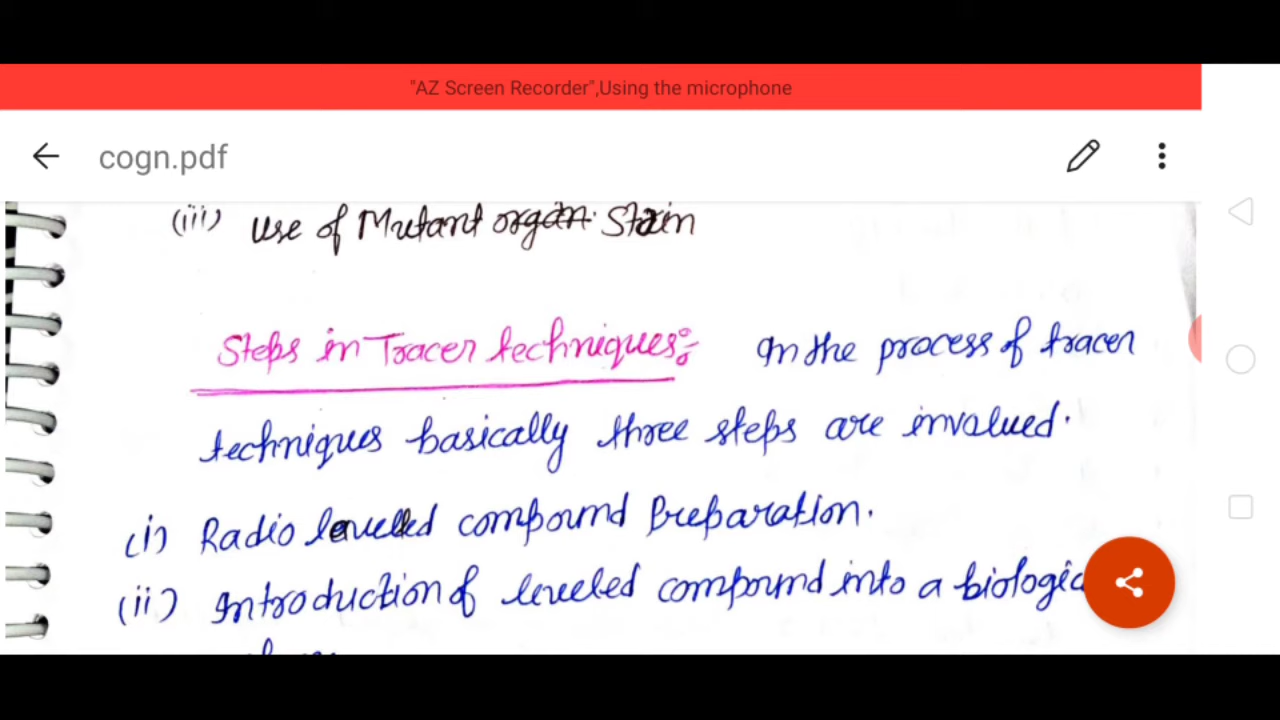 "AZ Screen Recorder",Using the microphone
cogn.pdf
(iii) Use of Mutant organ. Strain
Steps in Tracer techniques:- In the process of tracer
techniques basically three steps are involued.
(i) Radio leveled compound Preparation.
(ii) Introduction of leveled compound into a biologic